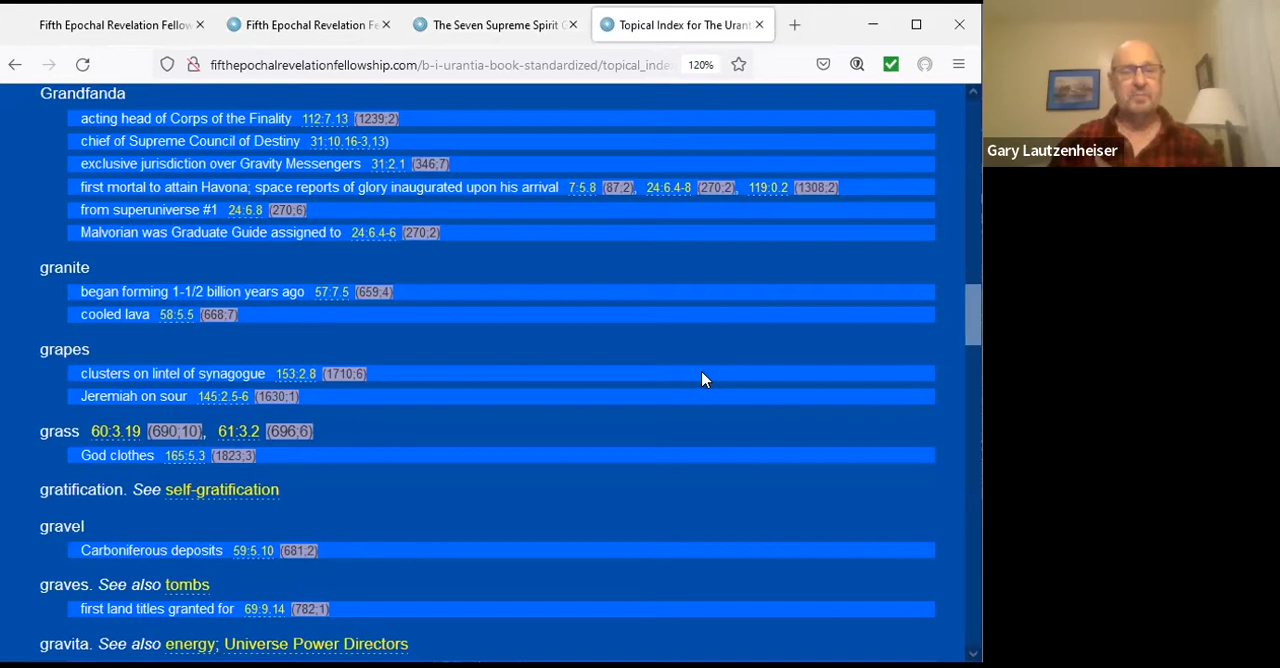 Fifth Epochal Revelation Fellow
Fifth Epochal Revelation Fe
The Seven Supreme Spirit G
Topical Index for The Urant
fifthepochalrevelationfellowship.com/b-i-urantia-book-standardized/topical_inde
120%
Gary Lautzenheiser
Grandfanda
acting head of Corps of the Finality 112:7.13 (1239;2)
chief of Supreme Council of Destiny 31:10.16-3,13)
exclusive jurisdiction over Gravity Messengers 31:2.1 (346;7)
first mortal to attain Havona; space reports of glory inaugurated upon his arrival 7:5.8 (87;2), 24:6.4-8 (270;2), 119:0.2 (1308;2)
from superuniverse #1 24:6.8 (270;6)
Malvorian was Graduate Guide assigned to 24:6.4-6 (270;2)
granite
began forming 1-1/2 billion years ago 57:7.5 (659;4)
cooled lava 58:5.5 (668;7)
grapes
clusters on lintel of synagogue 153:2.8 (1710;6)
Jeremiah on sour 145:2.5-6 (1630;1)
grass 60:3.19 (690;10), 61:3.2 (696;6)
God clothes 165:5.3 (1823;3)
gratification. See self-gratification
gravel
Carboniferous deposits 59:5.10 (681;2)
graves. See also tombs
first land titles granted for 69:9.14 (782;1)
gravita. See also energy; Universe Power Directors